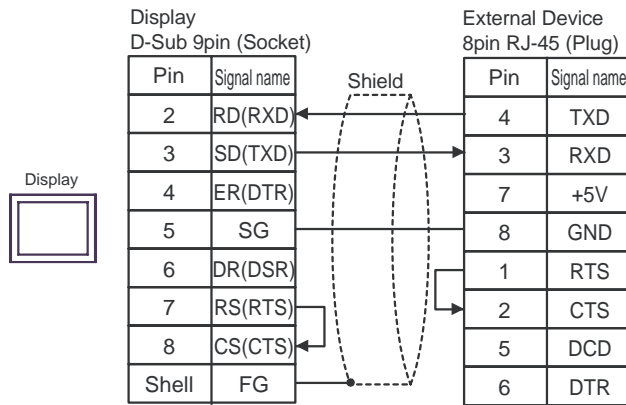 Display
D-Sub 9pin (Socket)
External Device
8pin RJ-45 (Plug)
Pin Signal name
Shield
Pin Signal name
2 RD(RXD)
4 TXD
3 SD(TXD)
3 RXD
Display
4 ER(DTR)
7 +5V
5 SG
8 GND
6 DR(DSR)
1 RTS
7 RS(RTS)
2 CTS
8 CS(CTS)
5 DCD
Shell FG
6 DTR